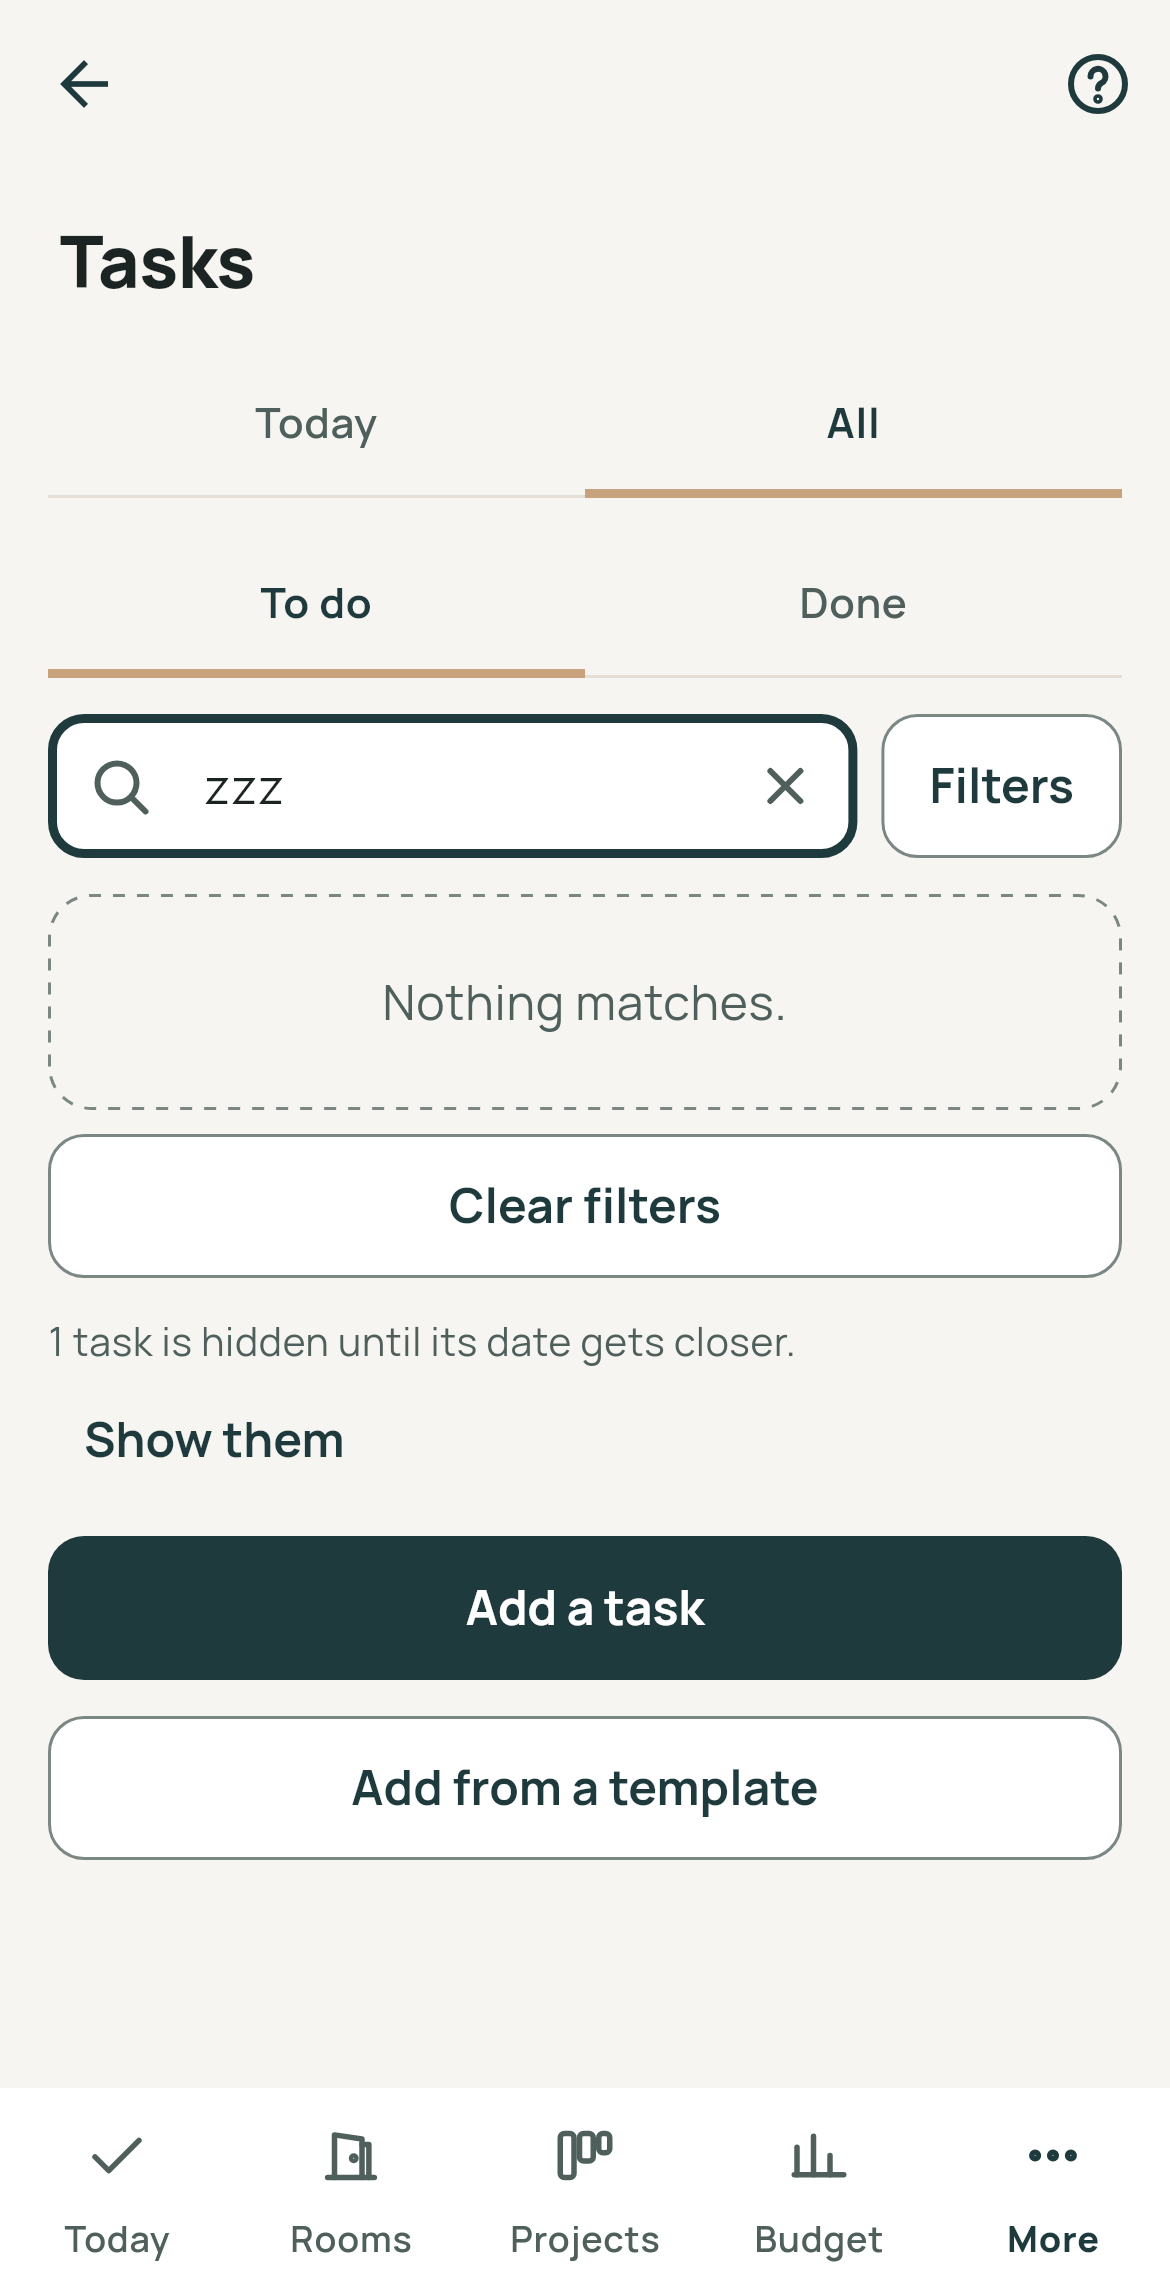 Tasks
Today
All
To do
Done
zzz
Filters
Nothing matches.
Clear filters
1 task is hidden until its date gets closer.
Show them
Add a task
Add from a template
Today
Rooms
Projects
Budget
More